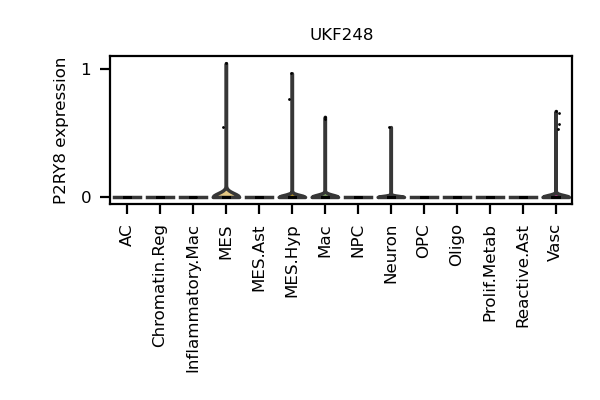 UKF248
P2RY8 expression
1
0
AC
Chromatin.Reg
Inflammatory.Mac
MES
MES.Ast
MES.Hyp
Mac
NPC
Neuron
OPC
Oligo
Prolif.Metab
Reactive.Ast
Vasc